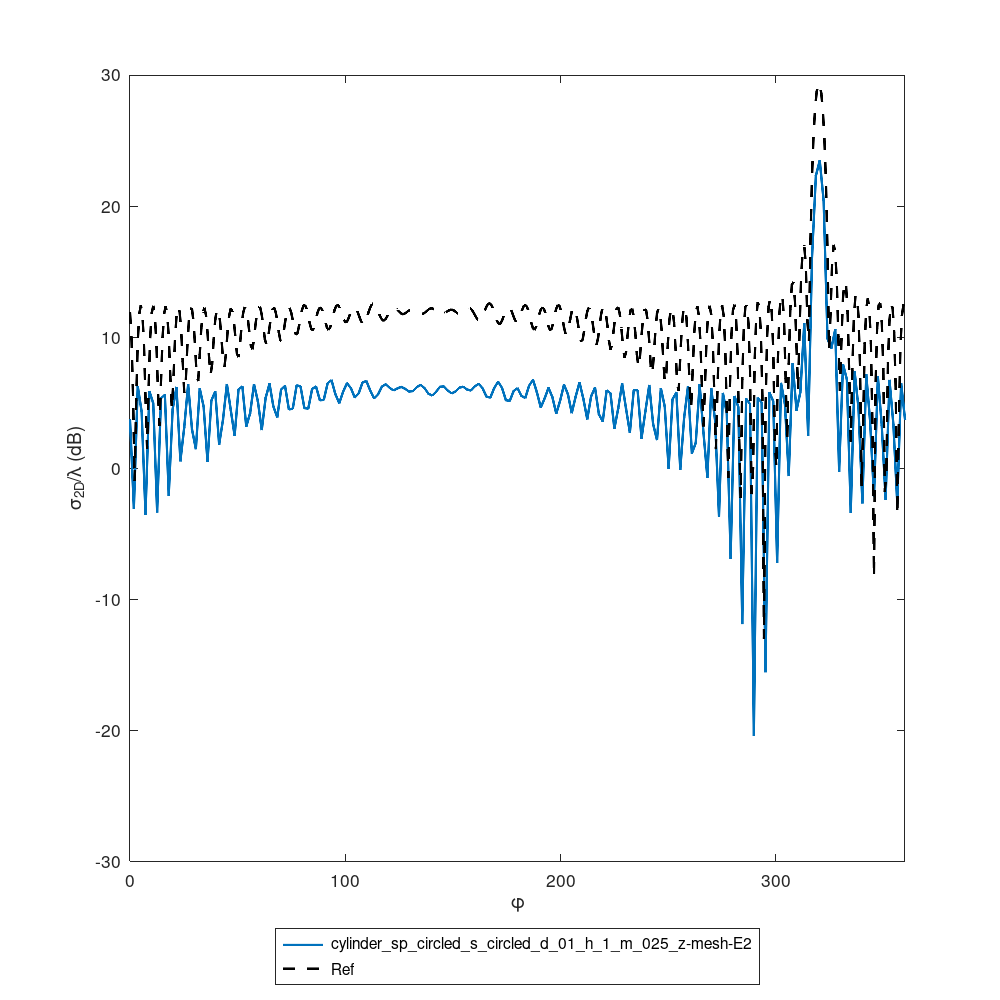 30
20
10
0
-10
-20
-30
σ2D/λ (dB)
0 100 200 300
φ
cylinder_sp_circled_s_circled_d_01_h_1_m_025_z-mesh-E2
Ref